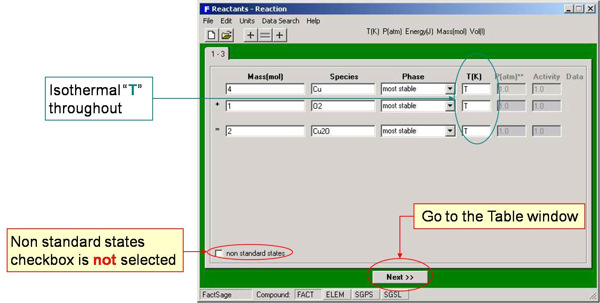 F Reactants - Reaction
File Edit Units Data Search Help
T(K) P(atm) Energy(J) Mass(mol) Vol(l)
1 - 3
Mass(mol) Species Phase T(K) P(atm)** Activity Data
4 Cu most stable T 1.0 1.0
+ 1 O2 most stable T 1.0 1.0
= 2 Cu2O most stable T 1.0 1.0
Isothermal “T”
throughout
Go to the Table window
Non standard states
checkbox is not selected
non standard states
Next >>
FactSage Compound: FACT ELEM SGPS SGSL